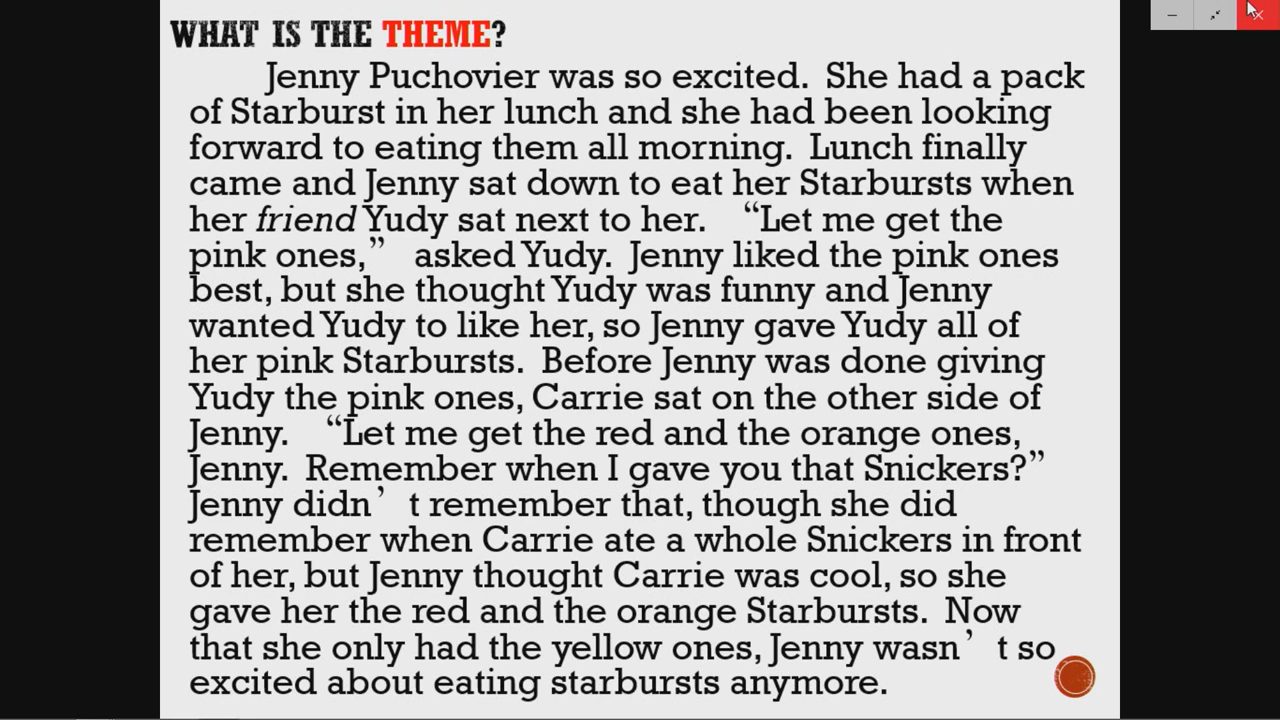 WHAT IS THE THEME?
Jenny Puchovier was so excited. She had a pack
of Starburst in her lunch and she had been looking
forward to eating them all morning. Lunch finally
came and Jenny sat down to eat her Starbursts when
her friend Yudy sat next to her. “Let me get the
pink ones,” asked Yudy. Jenny liked the pink ones
best, but she thought Yudy was funny and Jenny
wanted Yudy to like her, so Jenny gave Yudy all of
her pink Starbursts. Before Jenny was done giving
Yudy the pink ones, Carrie sat on the other side of
Jenny. “Let me get the red and the orange ones,
Jenny. Remember when I gave you that Snickers?”
Jenny didn’t remember that, though she did
remember when Carrie ate a whole Snickers in front
of her, but Jenny thought Carrie was cool, so she
gave her the red and the orange Starbursts. Now
that she only had the yellow ones, Jenny wasn’t so
excited about eating starbursts anymore.